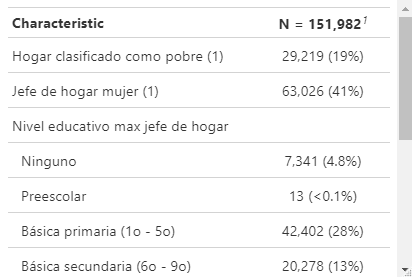 Characteristic N = 151,982¹
Hogar clasificado como pobre (1) 29,219 (19%)
Jefe de hogar mujer (1) 63,026 (41%)
Nivel educativo max jefe de hogar
Ninguno 7,341 (4.8%)
Preescolar 13 (<0.1%)
Básica primaria (1o - 5o) 42,402 (28%)
Básica secundaria (6o - 9o) 20,278 (13%)